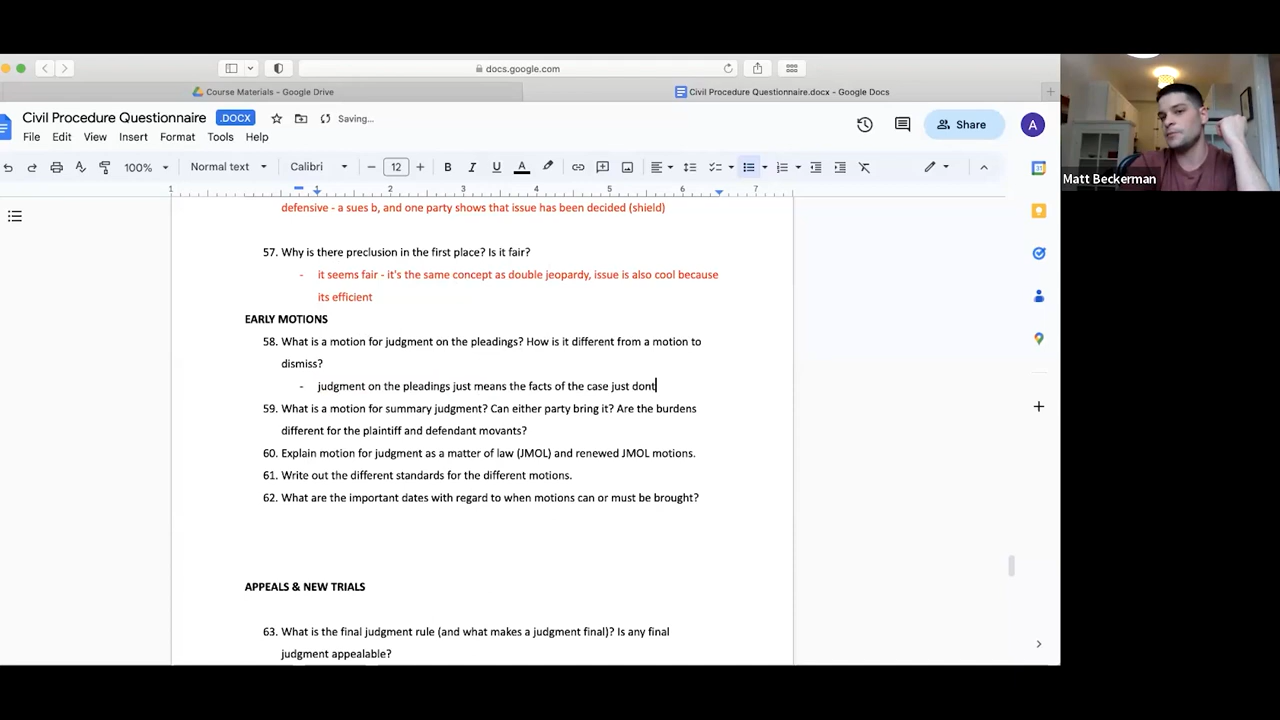 docs.google.com
Course Materials - Google Drive
Civil Procedure Questionnaire.docx - Google Docs
Civil Procedure Questionnaire .DOCX Saving...
File Edit View Insert Format Tools Help
Share
A
100% Normal text Calibri 12 B I U A
Matt Beckerman
1 1 2 3 4 5 6 7
defensive - a sues b, and one party shows that issue has been decided (shield)
57. Why is there preclusion in the first place? Is it fair?
- it seems fair - it's the same concept as double jeopardy, issue is also cool because
its efficient
EARLY MOTIONS
58. What is a motion for judgment on the pleadings? How is it different from a motion to
dismiss?
- judgment on the pleadings just means the facts of the case just dont
59. What is a motion for summary judgment? Can either party bring it? Are the burdens
different for the plaintiff and defendant movants?
60. Explain motion for judgment as a matter of law (JMOL) and renewed JMOL motions.
61. Write out the different standards for the different motions.
62. What are the important dates with regard to when motions can or must be brought?
APPEALS & NEW TRIALS
63. What is the final judgment rule (and what makes a judgment final)? Is any final
judgment appealable?